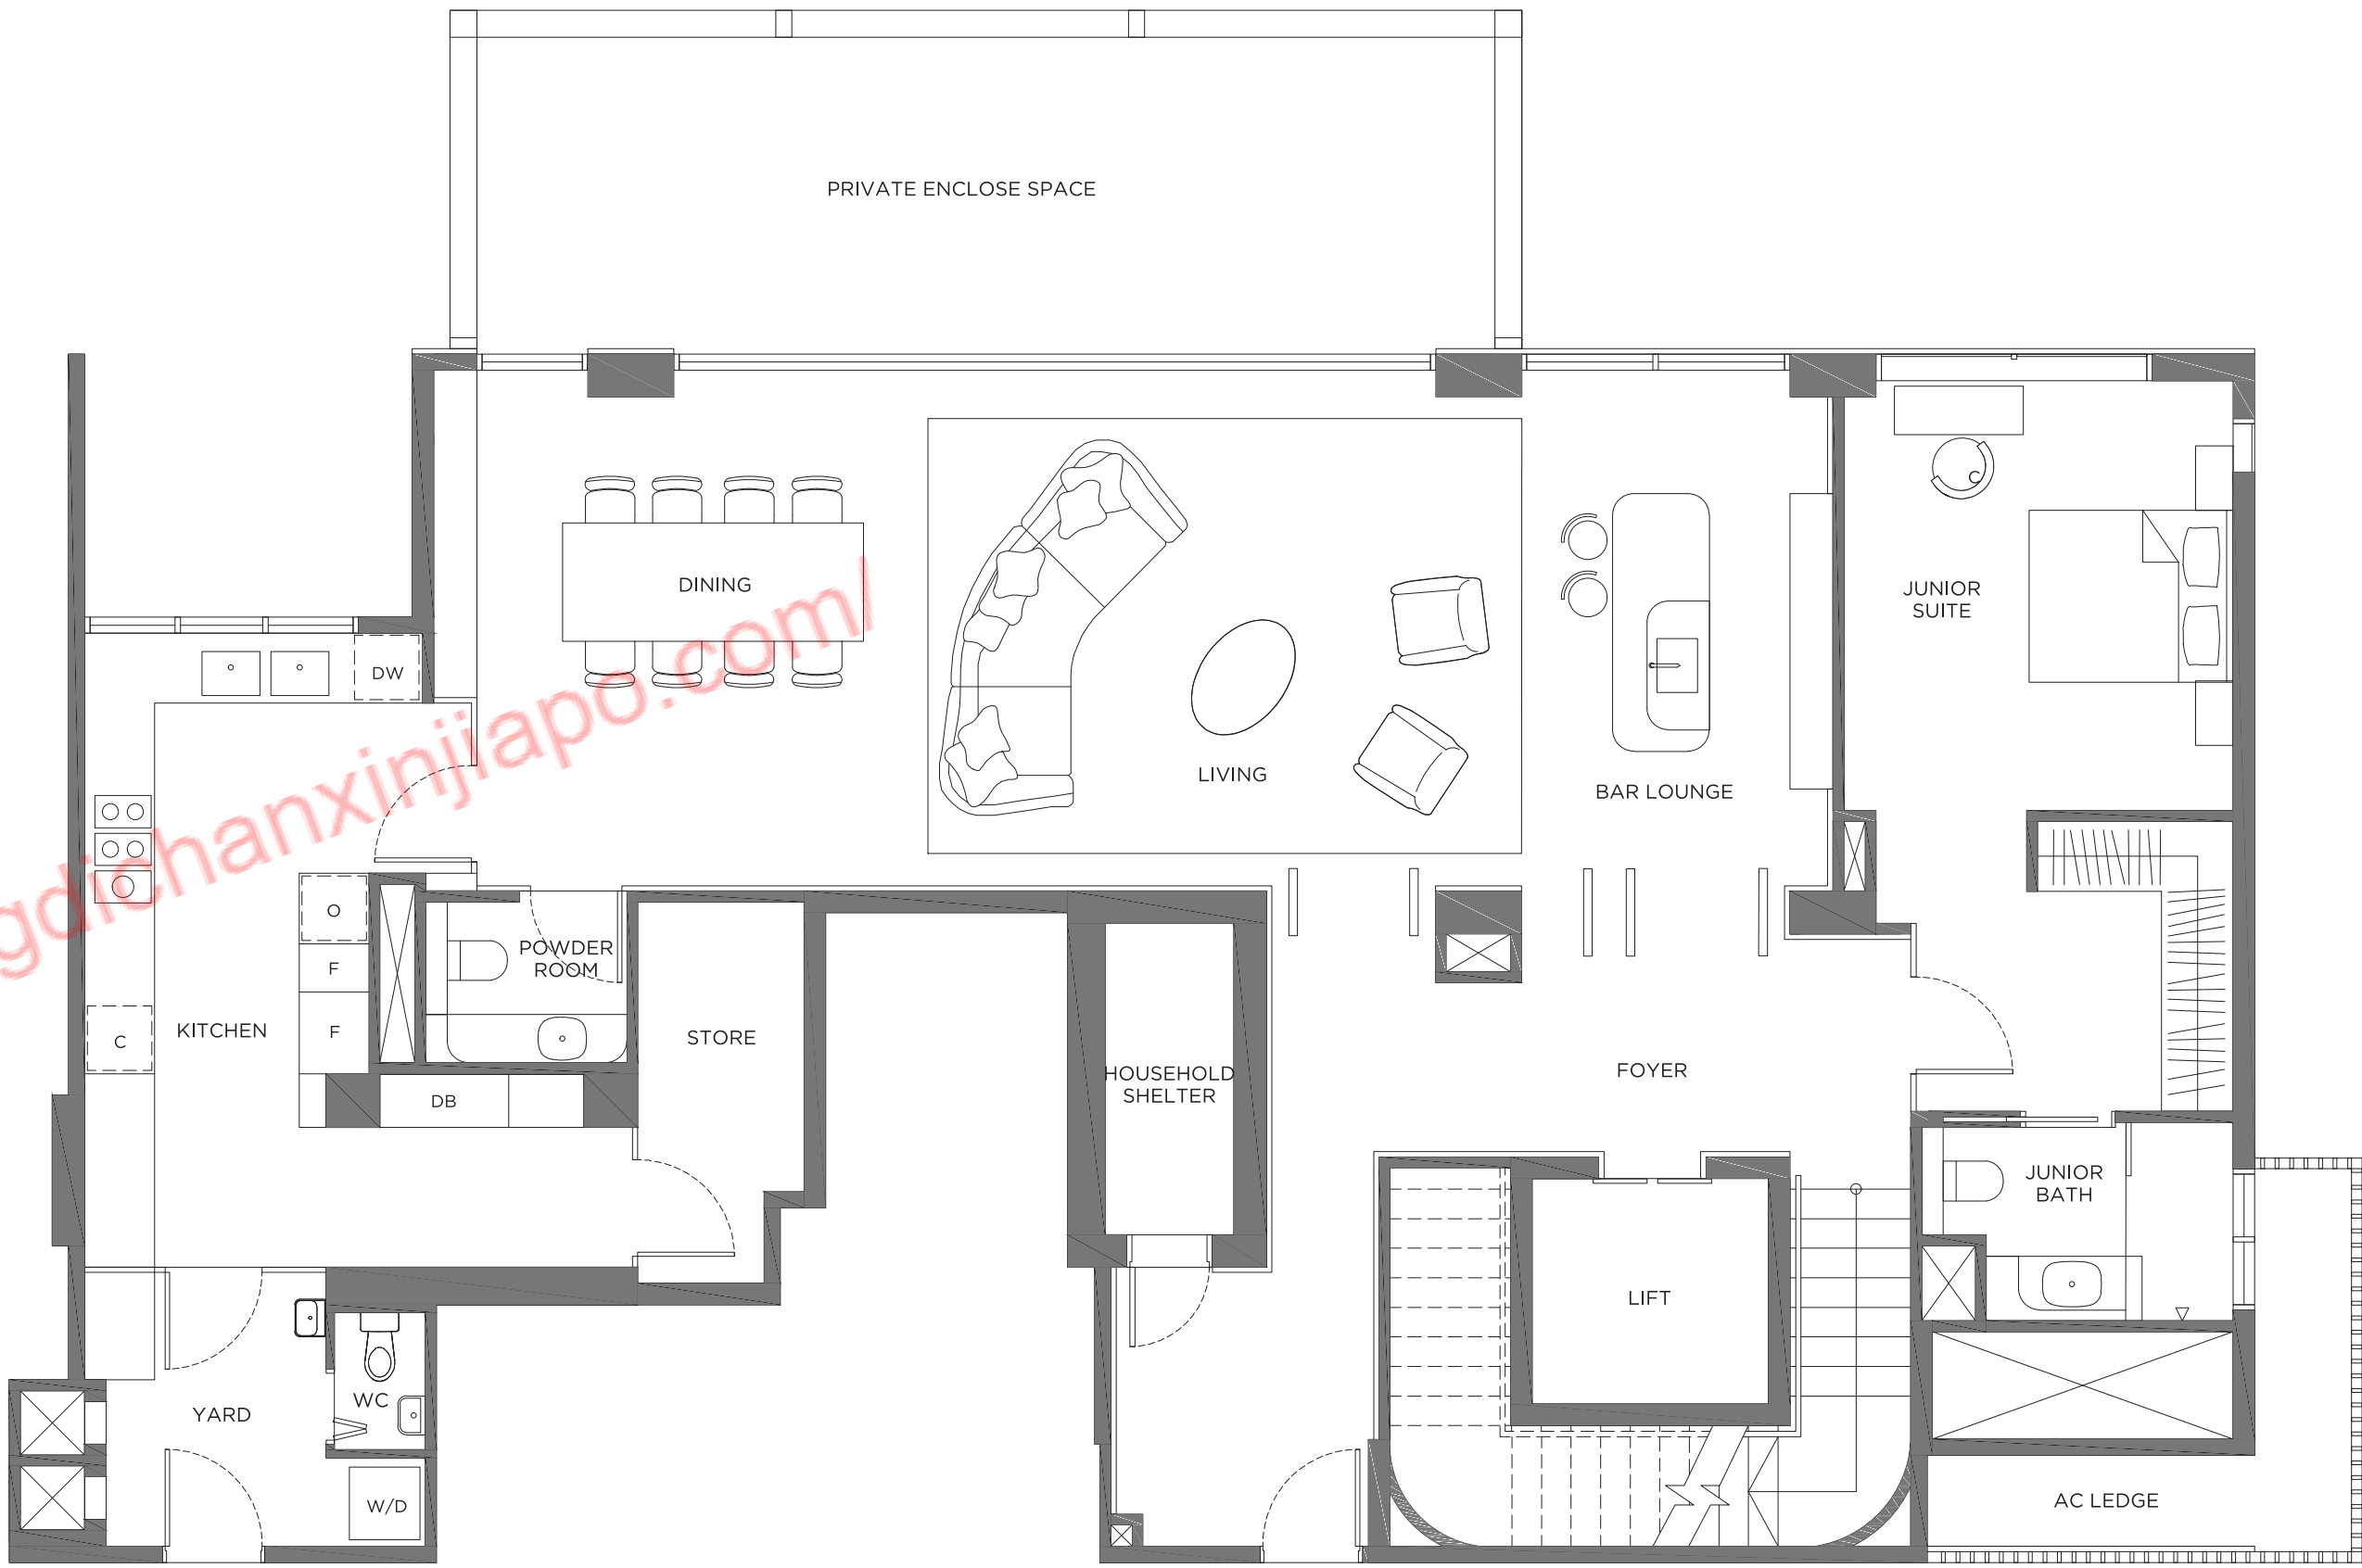 PRIVATE ENCLOSE SPACE
DINING
JUNIOR
SUITE
DW
LIVING
BAR LOUNGE
gdichanxinjiapo.com/
O
POWDER
ROOM
F
F
C
KITCHEN
STORE
DB
HOUSEHOLD
SHELTER
FOYER
JUNIOR
BATH
LIFT
WC
YARD
W/D
AC LEDGE